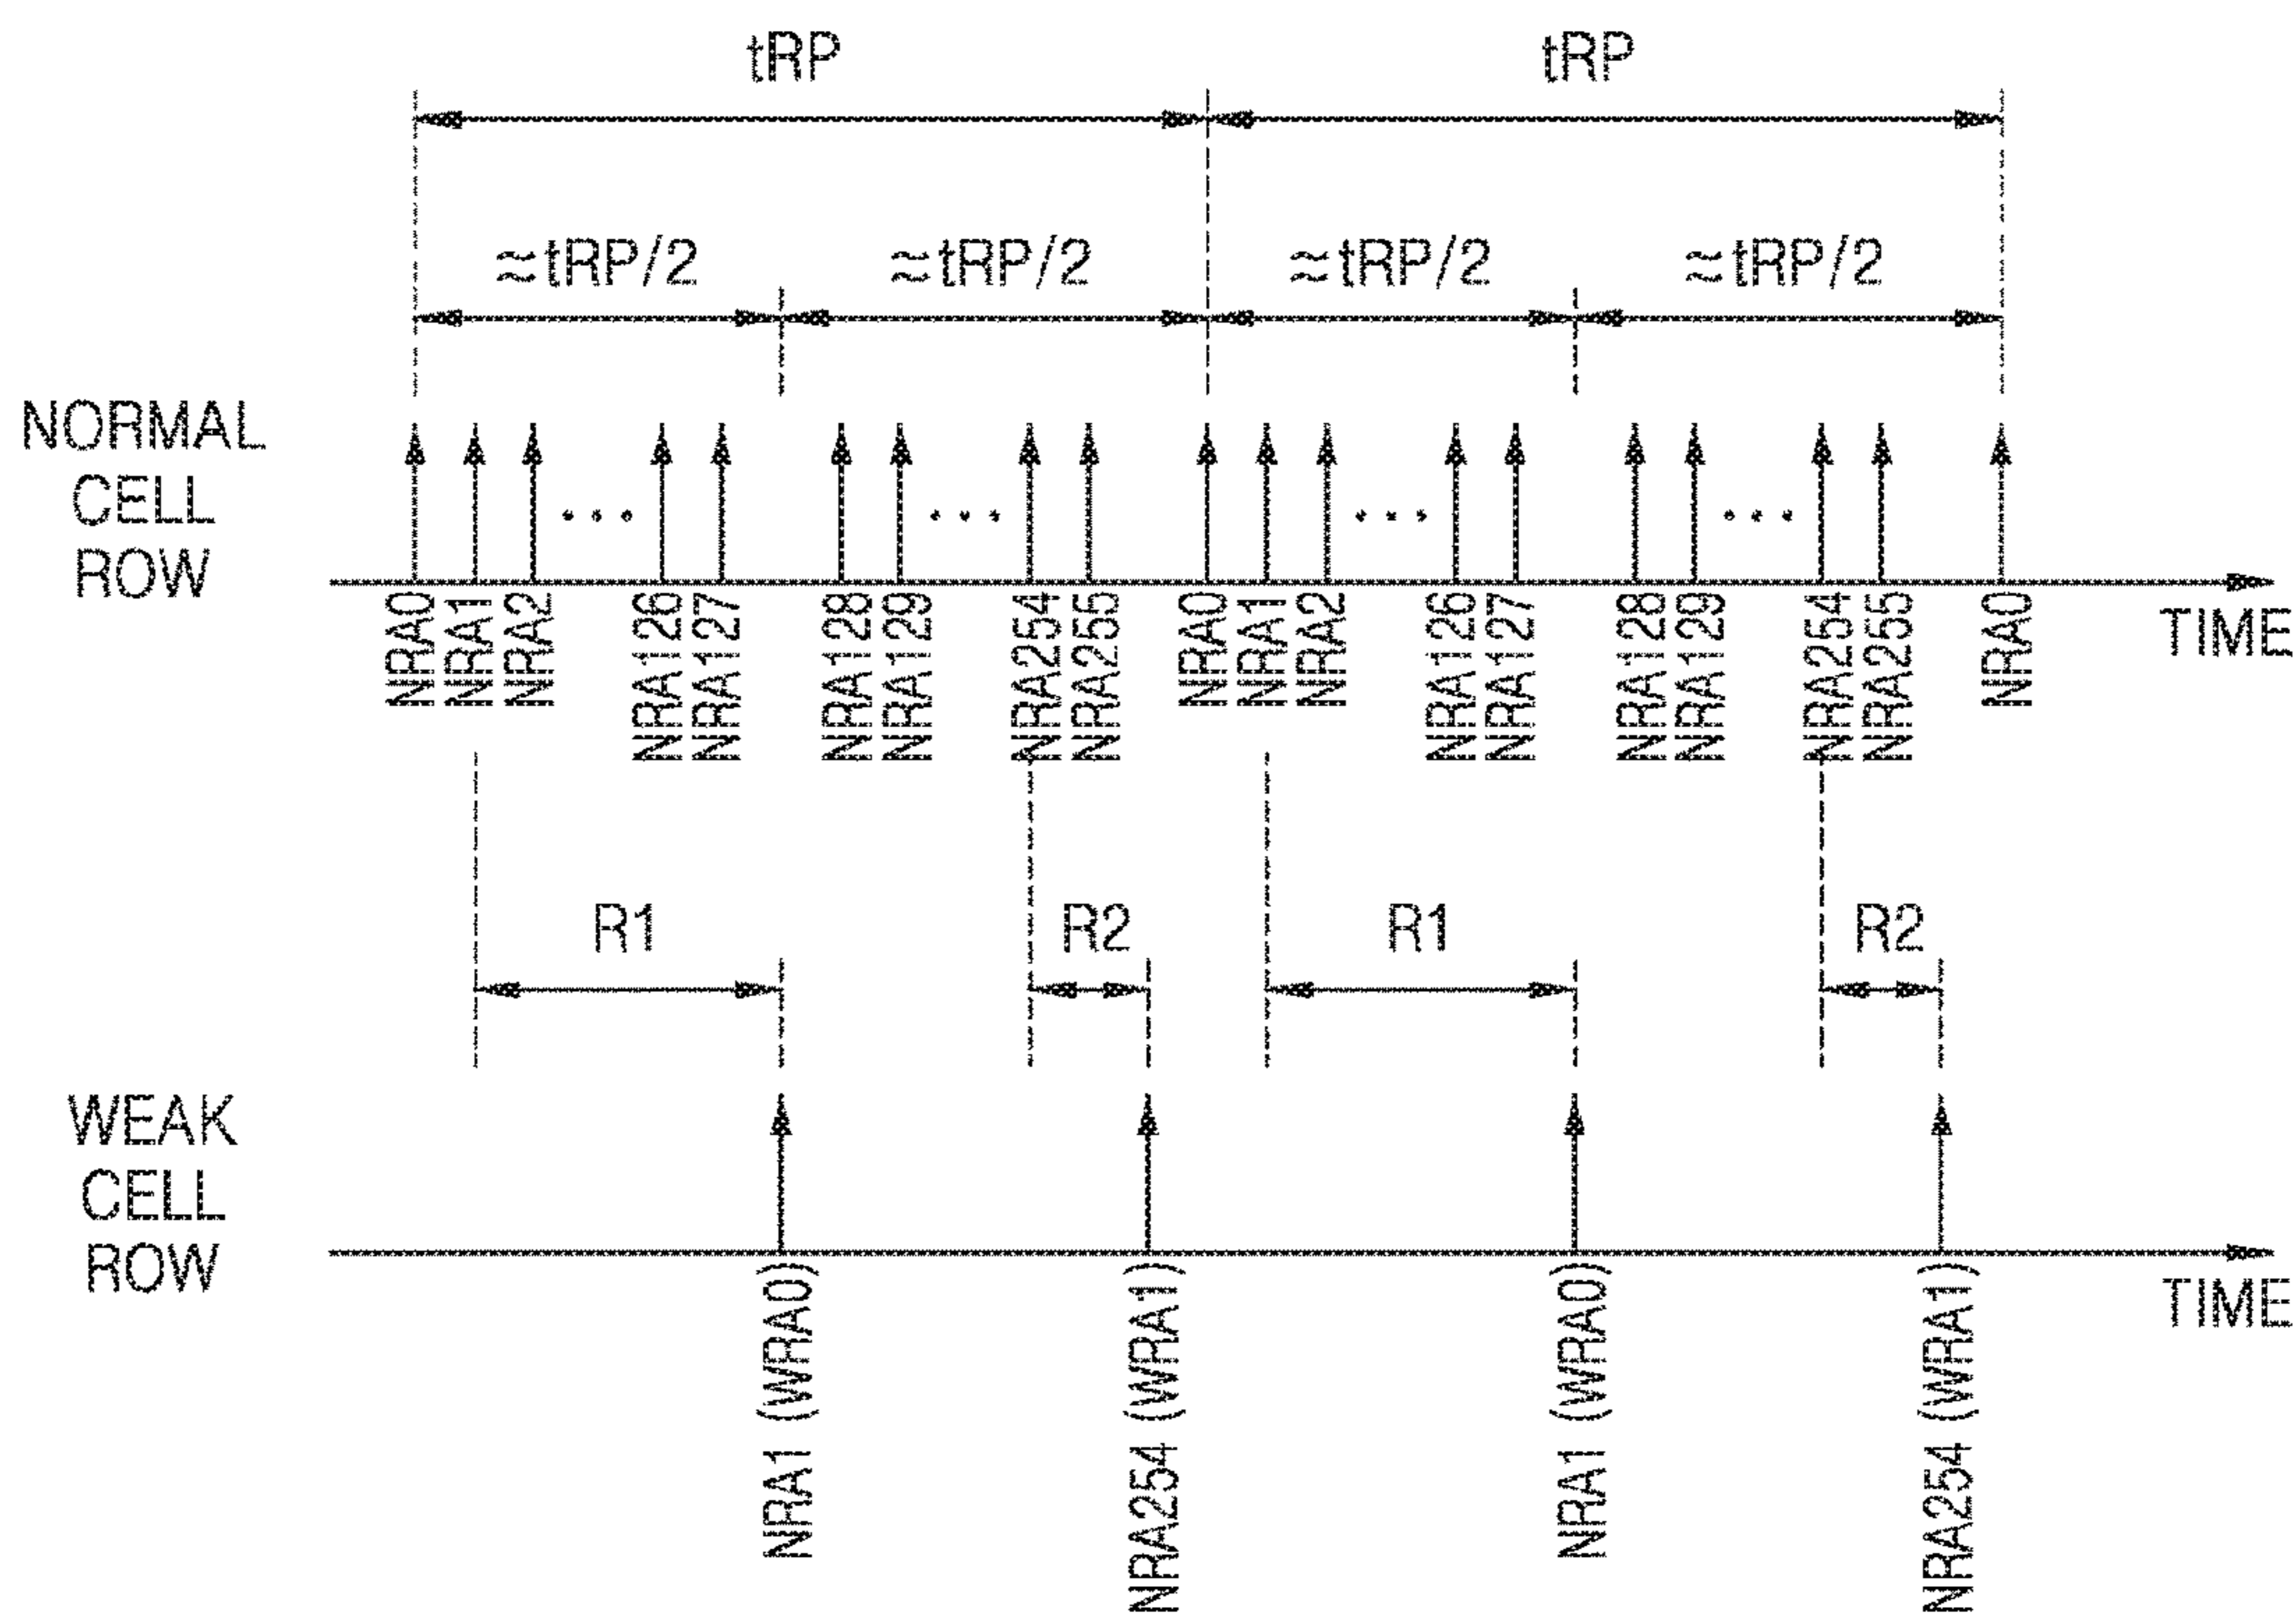 tRP tRP
≈tRP/2 ≈tRP/2 ≈tRP/2 ≈tRP/2
NORMAL
CELL
ROW
... ... ... ...
NRA0 NRA1 NRA2 NRA126 NRA127 NRA128 NRA129 NRA254 NRA255 NRA0 NRA1 NRA2 NRA126 NRA127 NRA128 NRA129 NRA254 NRA255 NRA0
TIME
R1 R2 R1 R2
WEAK
CELL
ROW
NRA1 (WRA0) NRA254 (WRA1) NRA1 (WRA0) NRA254 (WRA1)
TIME